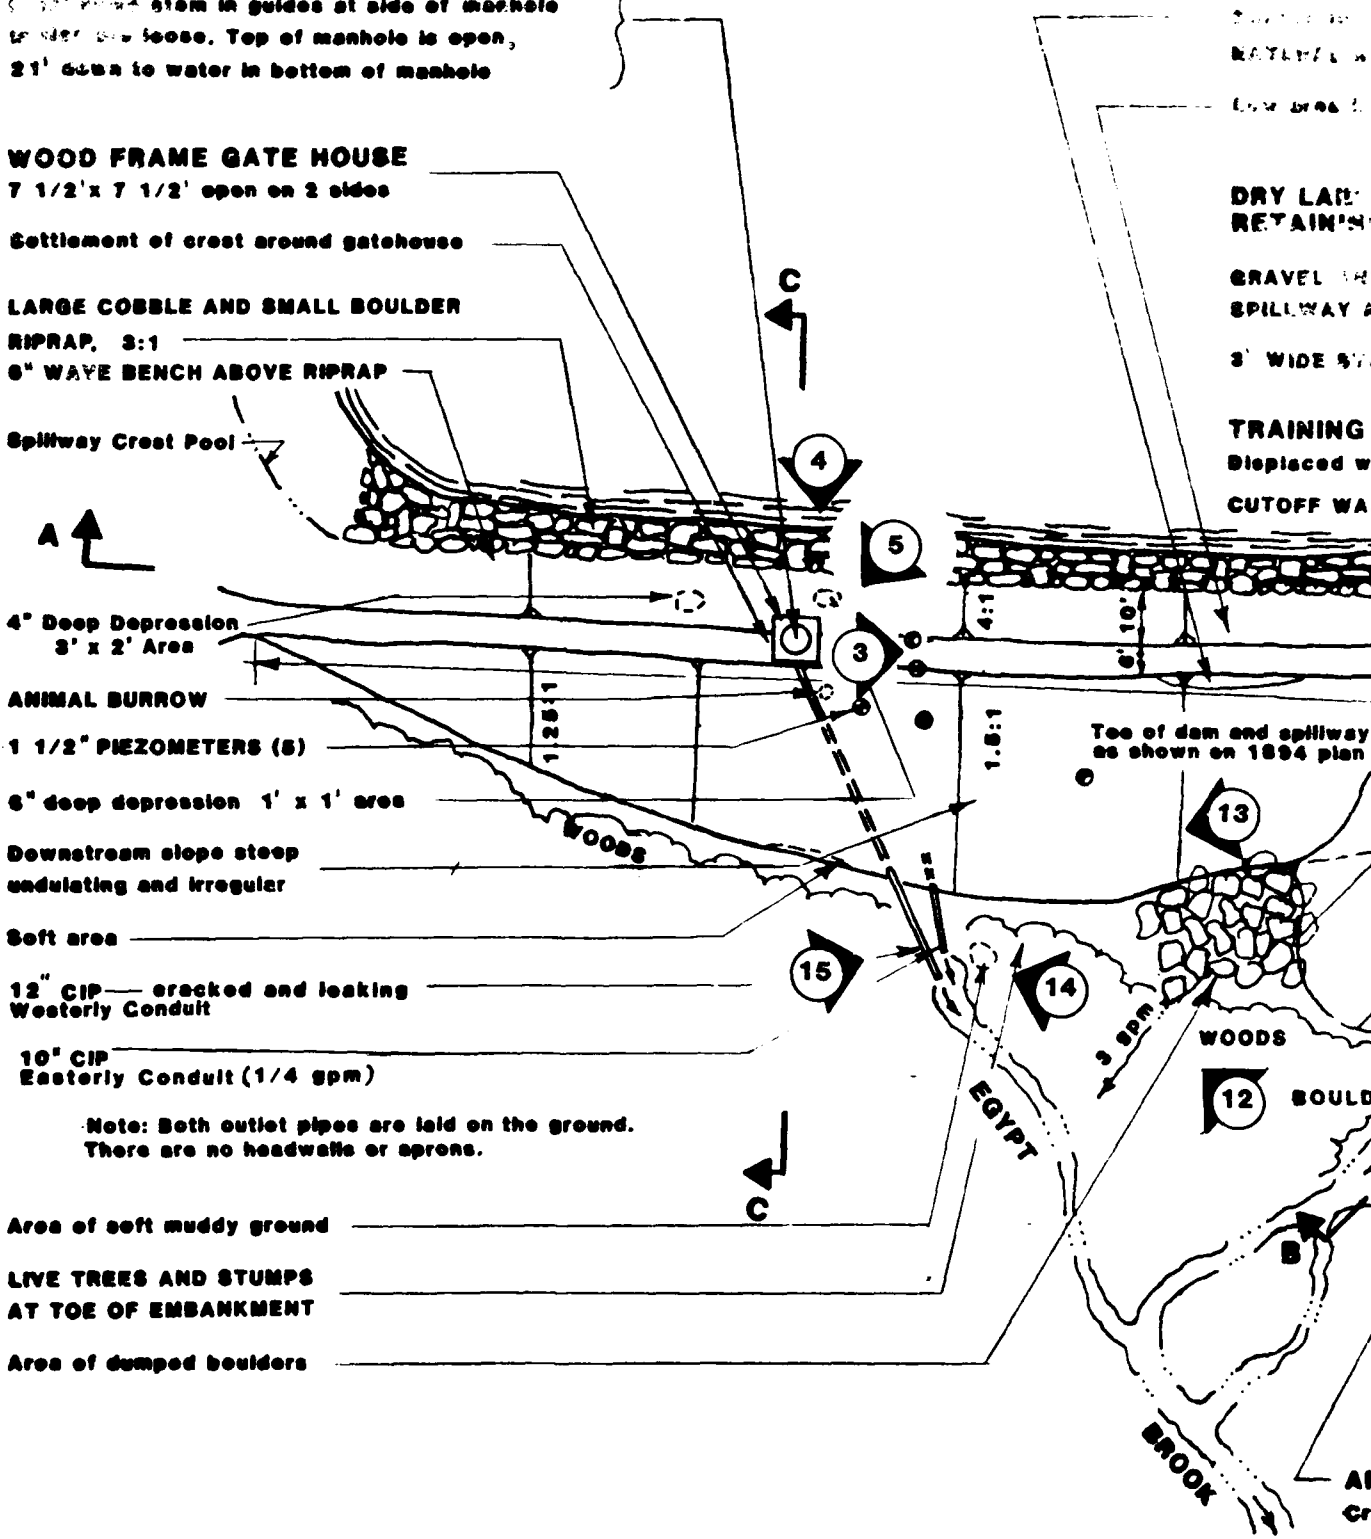 stem in guides at side of manhole
loose. Top of manhole is open,
21' down to water in bottom of manhole
WOOD FRAME GATE HOUSE
7 1/2' x 7 1/2' open on 2 sides
Settlement of crest around gatehouse
LARGE COBBLE AND SMALL BOULDER
RIPRAP, 3:1
6" WAVE BENCH ABOVE RIPRAP
Spillway Crest Pool
A
4" Deep Depression
3' x 2' Area
ANIMAL BURROW
1 1/2" PIEZOMETERS (5)
6" deep depression 1' x 1' area
Downstream slope steep
undulating and irregular
Soft area
12" CIP — cracked and leaking
Westerly Conduit
10" CIP
Easterly Conduit (1/4 gpm)
Note: Both outlet pipes are laid on the ground.
There are no headwalls or aprons.
Area of soft muddy ground
LIVE TREES AND STUMPS
AT TOE OF EMBANKMENT
Area of dumped boulders
C
4
5
3
4:1
6' 10'
1.25:1
1.5:1
WOODS
15
14
13
12
3 gpm
WOODS
C
B
EGYPT
BROOK
Toe of dam and spillway
as shown on 1894 plan
NATURAL
Low area
DRY
GRAVEL
SPILLWAY
3' WIDE
TRAINING
Displaced
CUTOFF WA
BOULD
Cr